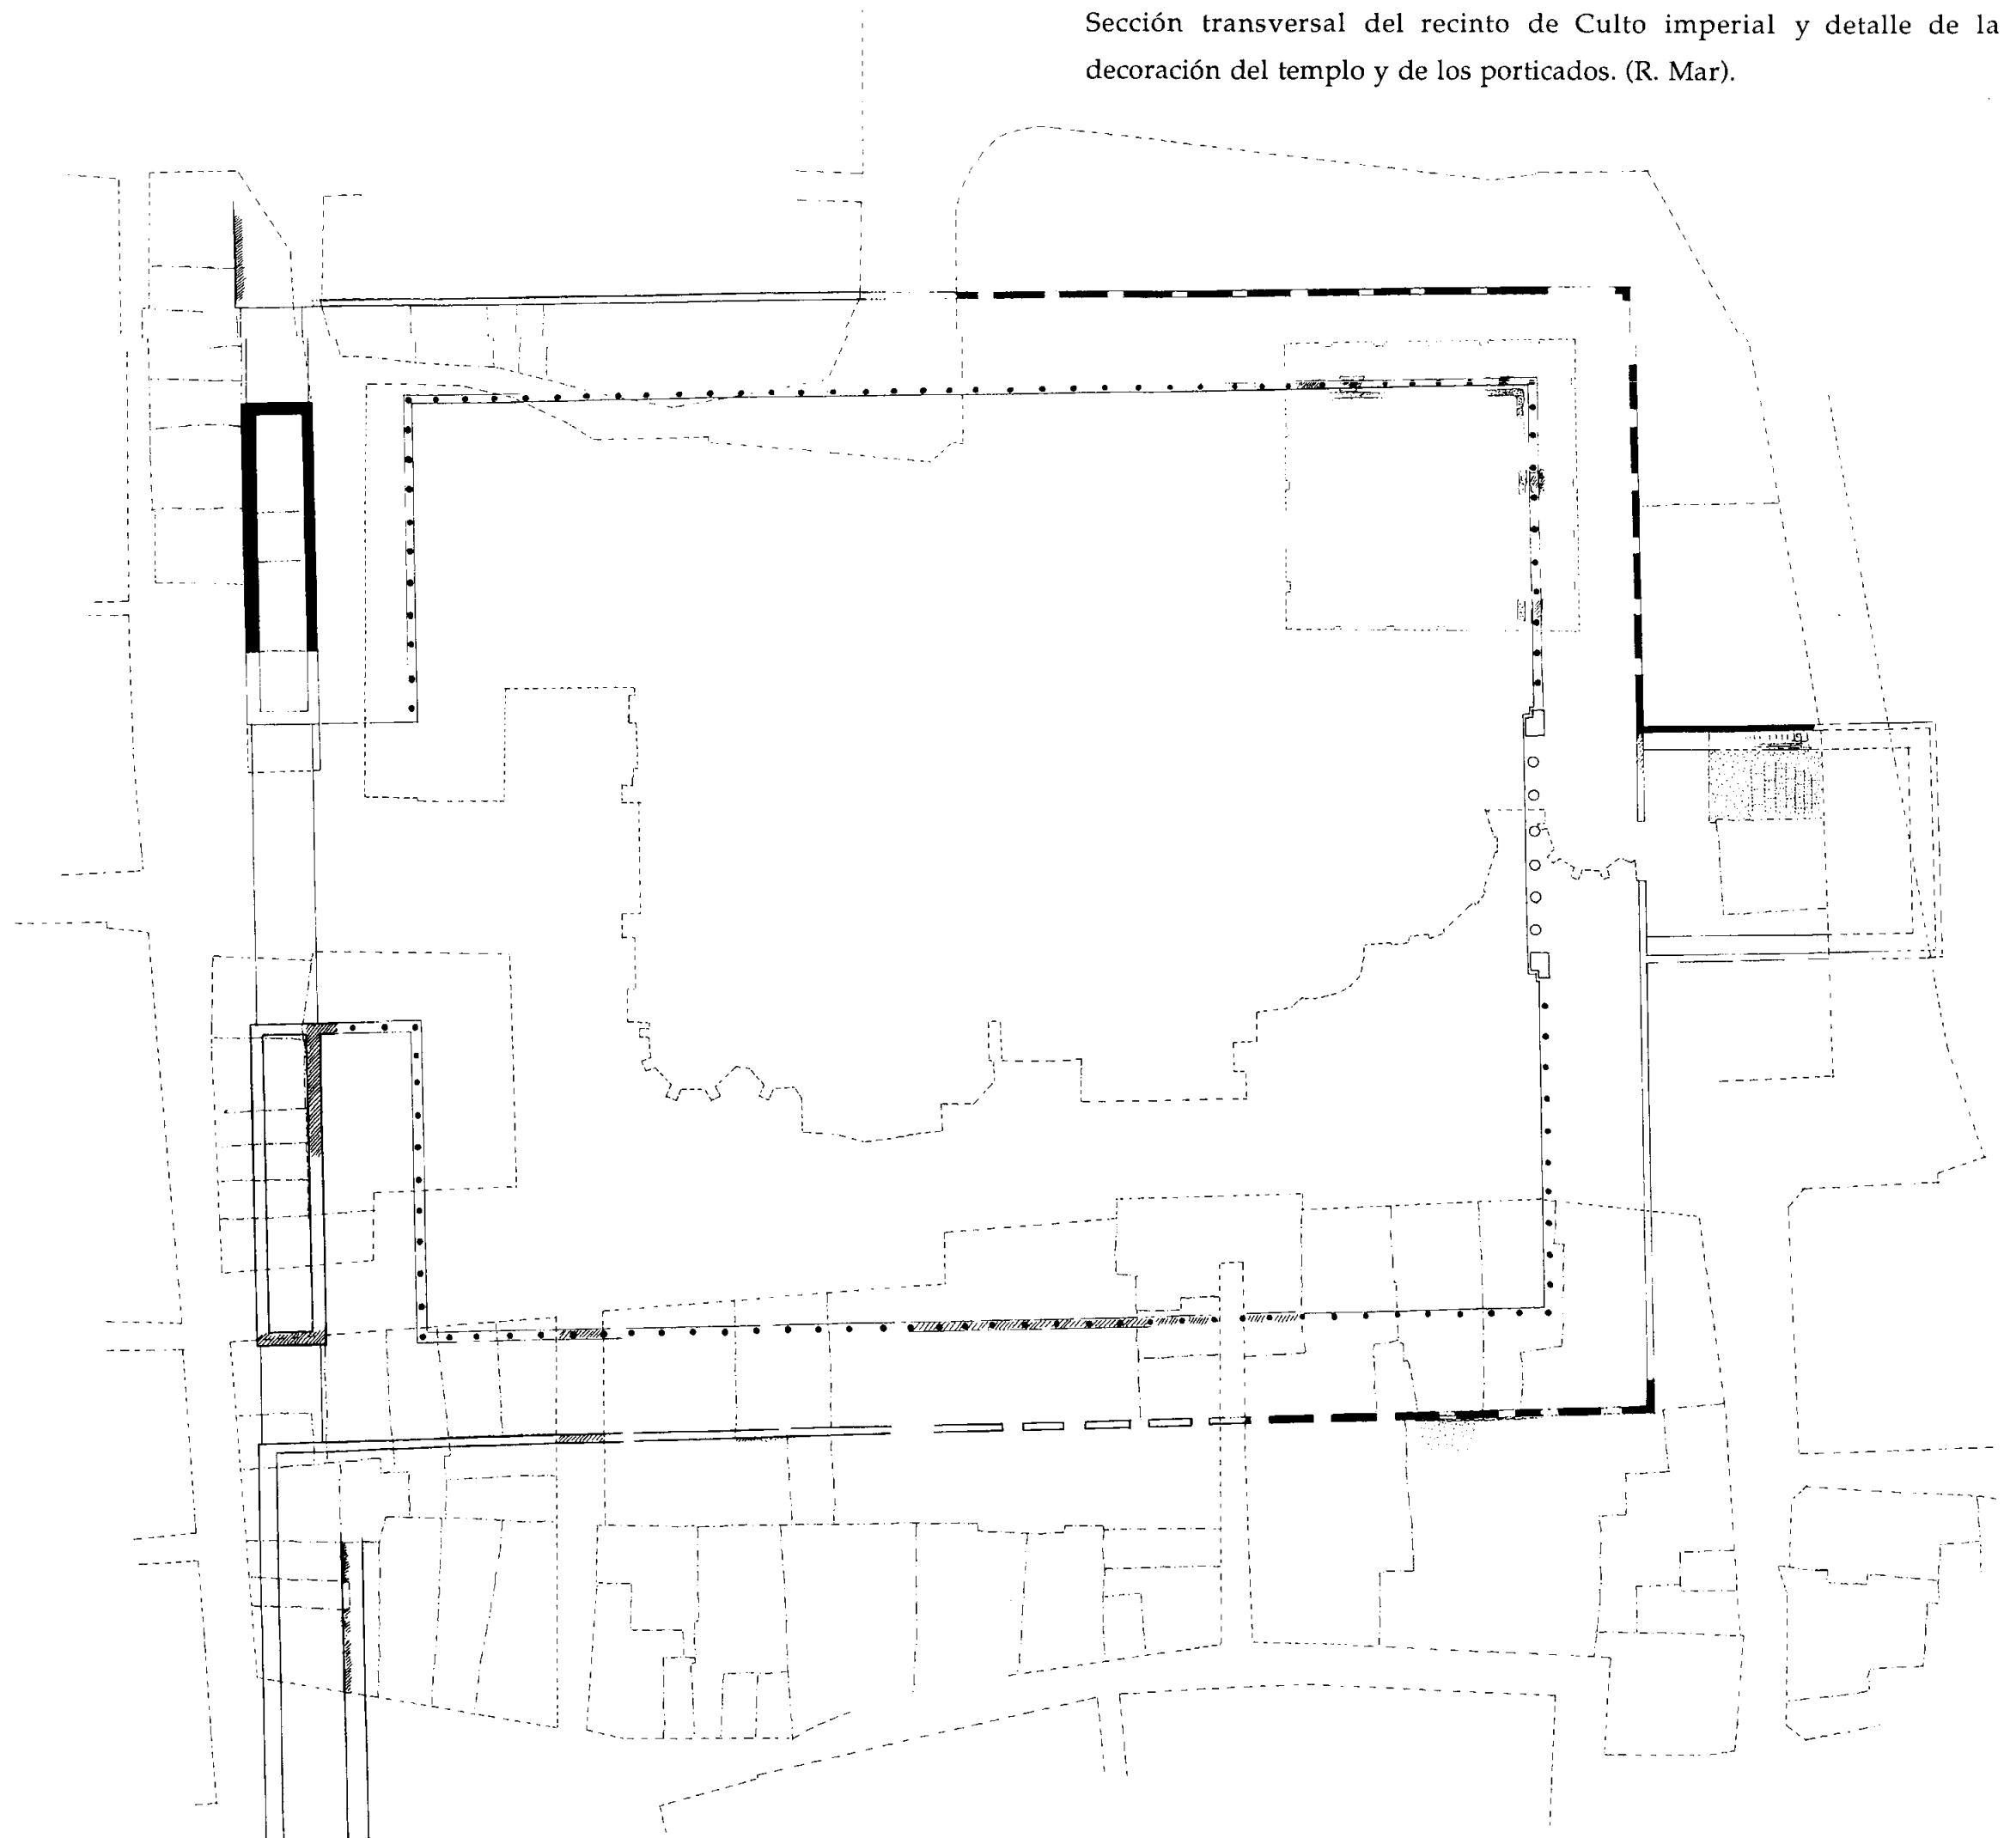 Sección transversal del recinto de Culto imperial y detalle de la
decoración del templo y de los porticados. (R. Mar).